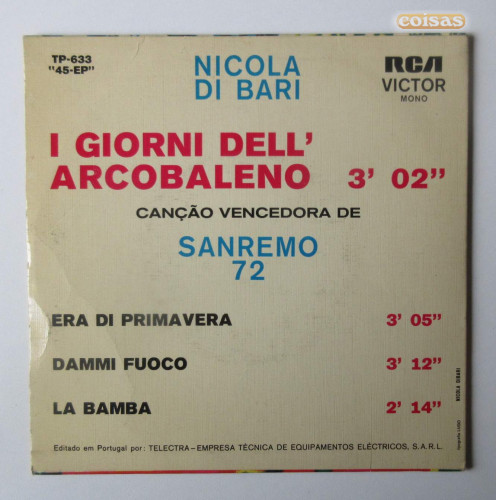 coisas
TP-633
"45-EP"
NICOLA
DI BARI
RCA
VICTOR
MONO
I GIORNI DELL'
ARCOBALENO 3' 02"
CANÇÃO VENCEDORA DE
SANREMO
72
ERA DI PRIMAVERA 3' 05"
DAMMI FUOCO 3' 12"
LA BAMBA 2' 14"
Editado em Portugal por: TELECTRA-EMPRESA TÉCNICA DE EQUIPAMENTOS ELÉCTRICOS, S.A.R.L.
NICOLA DI BARI